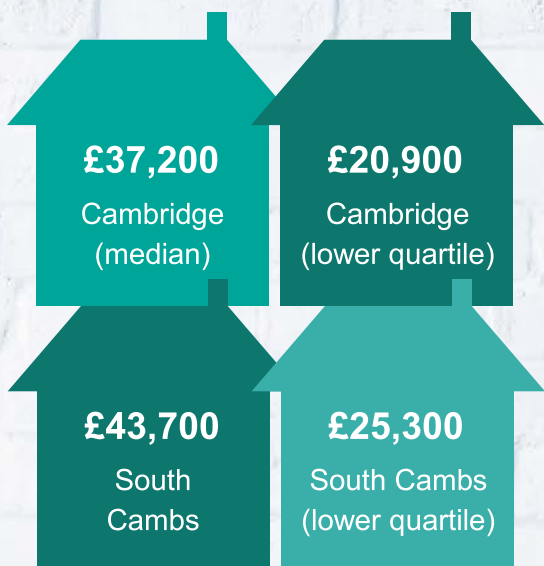 £37,200
Cambridge
(median)
£20,900
Cambridge
(lower quartile)
£43,700
South
Cambs
£25,300
South Cambs
(lower quartile)